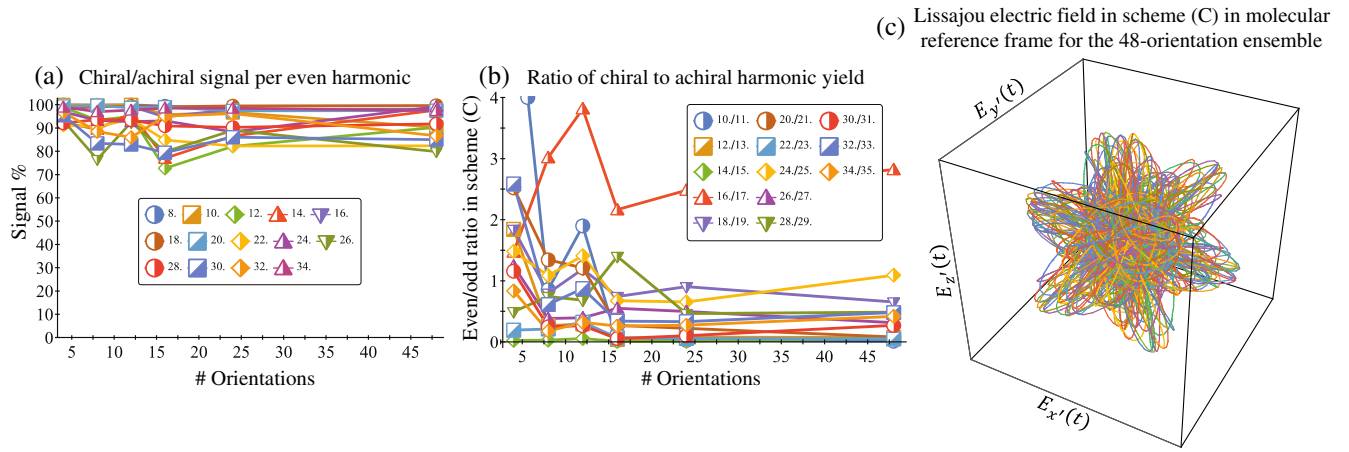 (a) Chiral/achiral signal per even harmonic
Signal %
100
90
80
70
60
50
40
30
20
10
0
8. 10. 12. 14. 16.
18. 20. 22. 24. 26.
28. 30. 32. 34.
5 10 15 20 25 30 35 40 45
# Orientations
(b) Ratio of chiral to achiral harmonic yield
Even/odd ratio in scheme (C)
4
3
2
1
0
10./11. 20./21. 30./31.
12./13. 22./23. 32./33.
14./15. 24./25. 34./35.
16./17. 26./27.
18./19. 28./29.
5 10 15 20 25 30 35 40 45
# Orientations
(c) Lissajou electric field in scheme (C) in molecular
reference frame for the 48-orientation ensemble
Ey′(t)
Ez′(t)
Ex′(t)